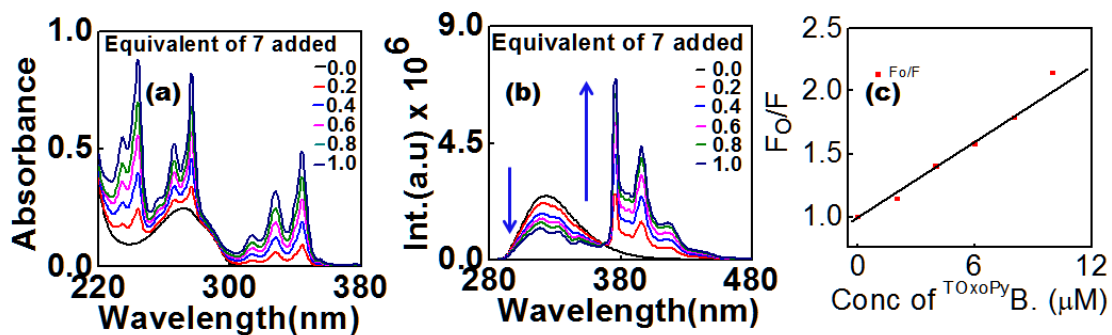 Absorbance
1.0
0.5
0.0
Equivalent of 7 added
(a)
0.0
0.2
0.4
0.6
0.8
1.0
220 300 380
Wavelength(nm)
Int.(a.u) x 10⁶
9.0
4.5
0.0
Equivalent of 7 added
(b)
0.0
0.2
0.4
0.6
0.8
1.0
280 380 480
Wavelength(nm)
F₀/F
2.5
2.0
1.5
1.0
Fo/F
(c)
0 6 12
Conc of ᵀᴼˣᵒᴾʸB. (μM)